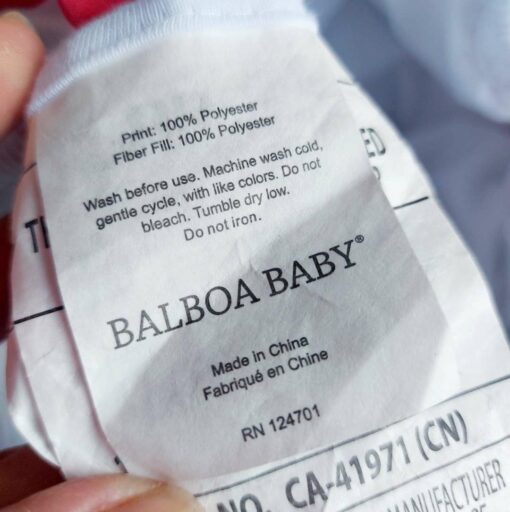 Print: 100% Polyester
Fiber Fill: 100% Polyester
Wash before use. Machine wash cold,
gentle cycle, with like colors. Do not
bleach. Tumble dry low.
Do not iron.
BALBOA BABY®
Made in China
Fabriqué en Chine
RN 124701
NO. CA-41971 (CN)
MANUFACTURER